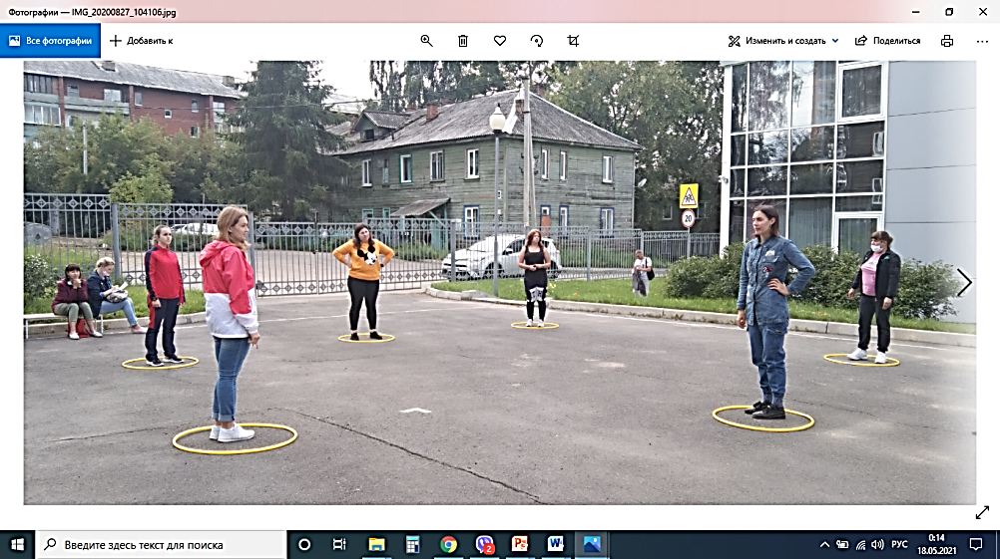 Фотографии — IMG_20200827_104106.jpg
Все фотографии
Добавить к
Изменить и создать
Поделиться
20
Введите здесь текст для поиска
2
РУС
0:14
18.05.2021